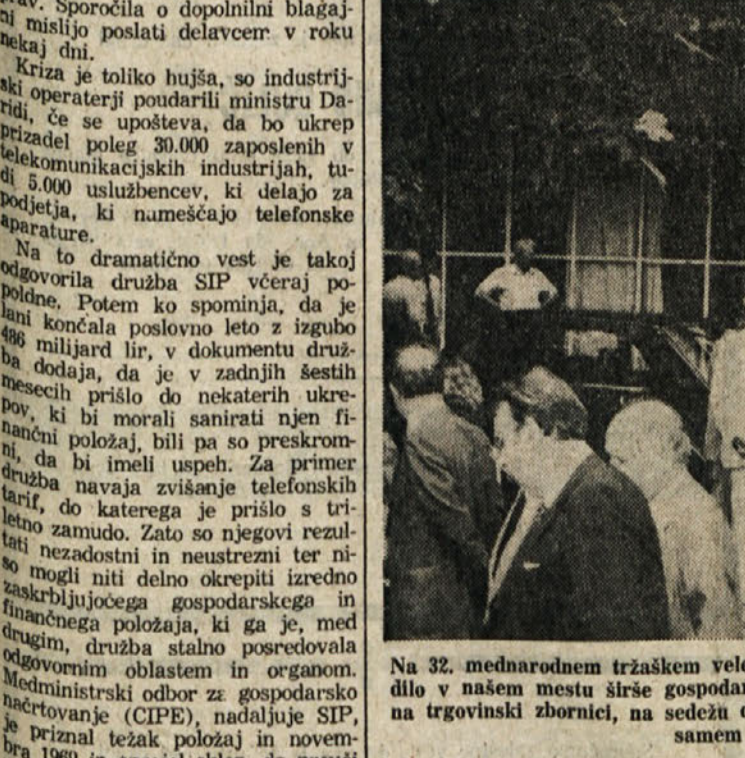 Sporočila o dopolnilni blagaj-
ni mislijo poslati delavcem v roku
nekaj dni.
Kriza je toliko hujša, so industrij-
ski operaterji poudarili ministru Da-
ridi, če se upošteva, da bo ukrep
prizadel poleg 30.000 zaposlenih v
telekomunikacijskih industrijah, tu-
di 5.000 uslužbencev, ki delajo za
podjetja, ki nameščajo telefonske
aparature.
Na to dramatično vest je takoj
odgovorila družba SIP včeraj po-
poldne. Potem ko spominja, da je
lani končala poslovno leto z izgubo
486 milijard lir, v dokumentu druž-
ba dodaja, da je v zadnjih šestih
mesecih prišlo do nekaterih ukre-
pov, ki bi morali sanirati njen fi-
nančni položaj, bili pa so preskrom-
ni, da bi imeli uspeh. Za primer
družba navaja zvišanje telefonskih
tarif, do katerega je prišlo s tri-
letno zamudo. Zato so njegovi rezul-
tati nezadostni in neustrezni ter ni-
so mogli niti delno okrepiti izredno
zaskrbljujočega gospodarskega in
finančnega položaja, ki ga je, med
drugim, družba stalno posredovala
odgovornim oblastem in organom.
Medministrski odbor za gospodarsko
načrtovanje (CIPE), nadaljuje SIP,
je priznal težak položaj in novem-
Na 32. mednarodnem tržaškem vele
dilo v našem mestu širše gospodar
na trgovinski zbornici, na sedežu
samem